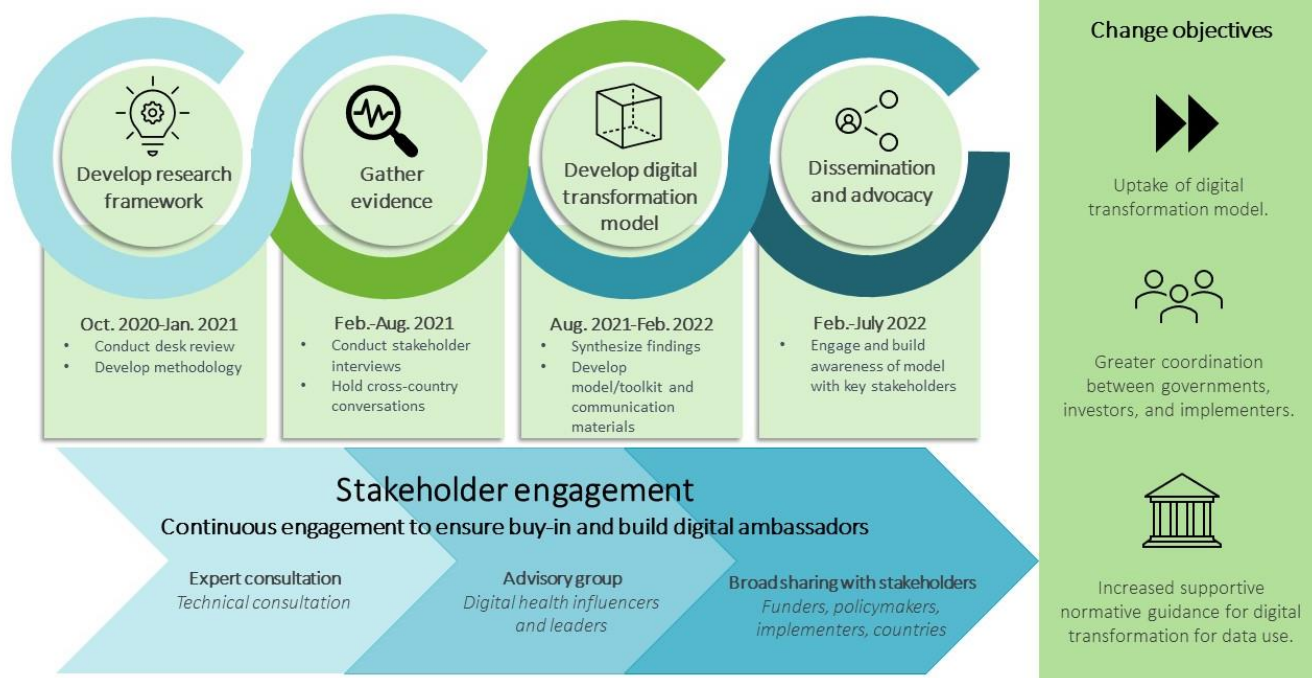 Develop research
framework
Gather
evidence
Develop digital
transformation
model
Dissemination
and advocacy
Oct. 2020-Jan. 2021
• Conduct desk review
• Develop methodology
Feb.-Aug. 2021
• Conduct stakeholder
interviews
• Hold cross-country
conversations
Aug. 2021-Feb. 2022
• Synthesize findings
• Develop
model/toolkit and
communication
materials
Feb.-July 2022
• Engage and build
awareness of model
with key stakeholders
Stakeholder engagement
Continuous engagement to ensure buy-in and build digital ambassadors
Expert consultation
Technical consultation
Advisory group
Digital health influencers
and leaders
Broad sharing with stakeholders
Funders, policymakers,
implementers, countries
Change objectives
Uptake of digital
transformation model.
Greater coordination
between governments,
investors, and implementers.
Increased supportive
normative guidance for digital
transformation for data use.